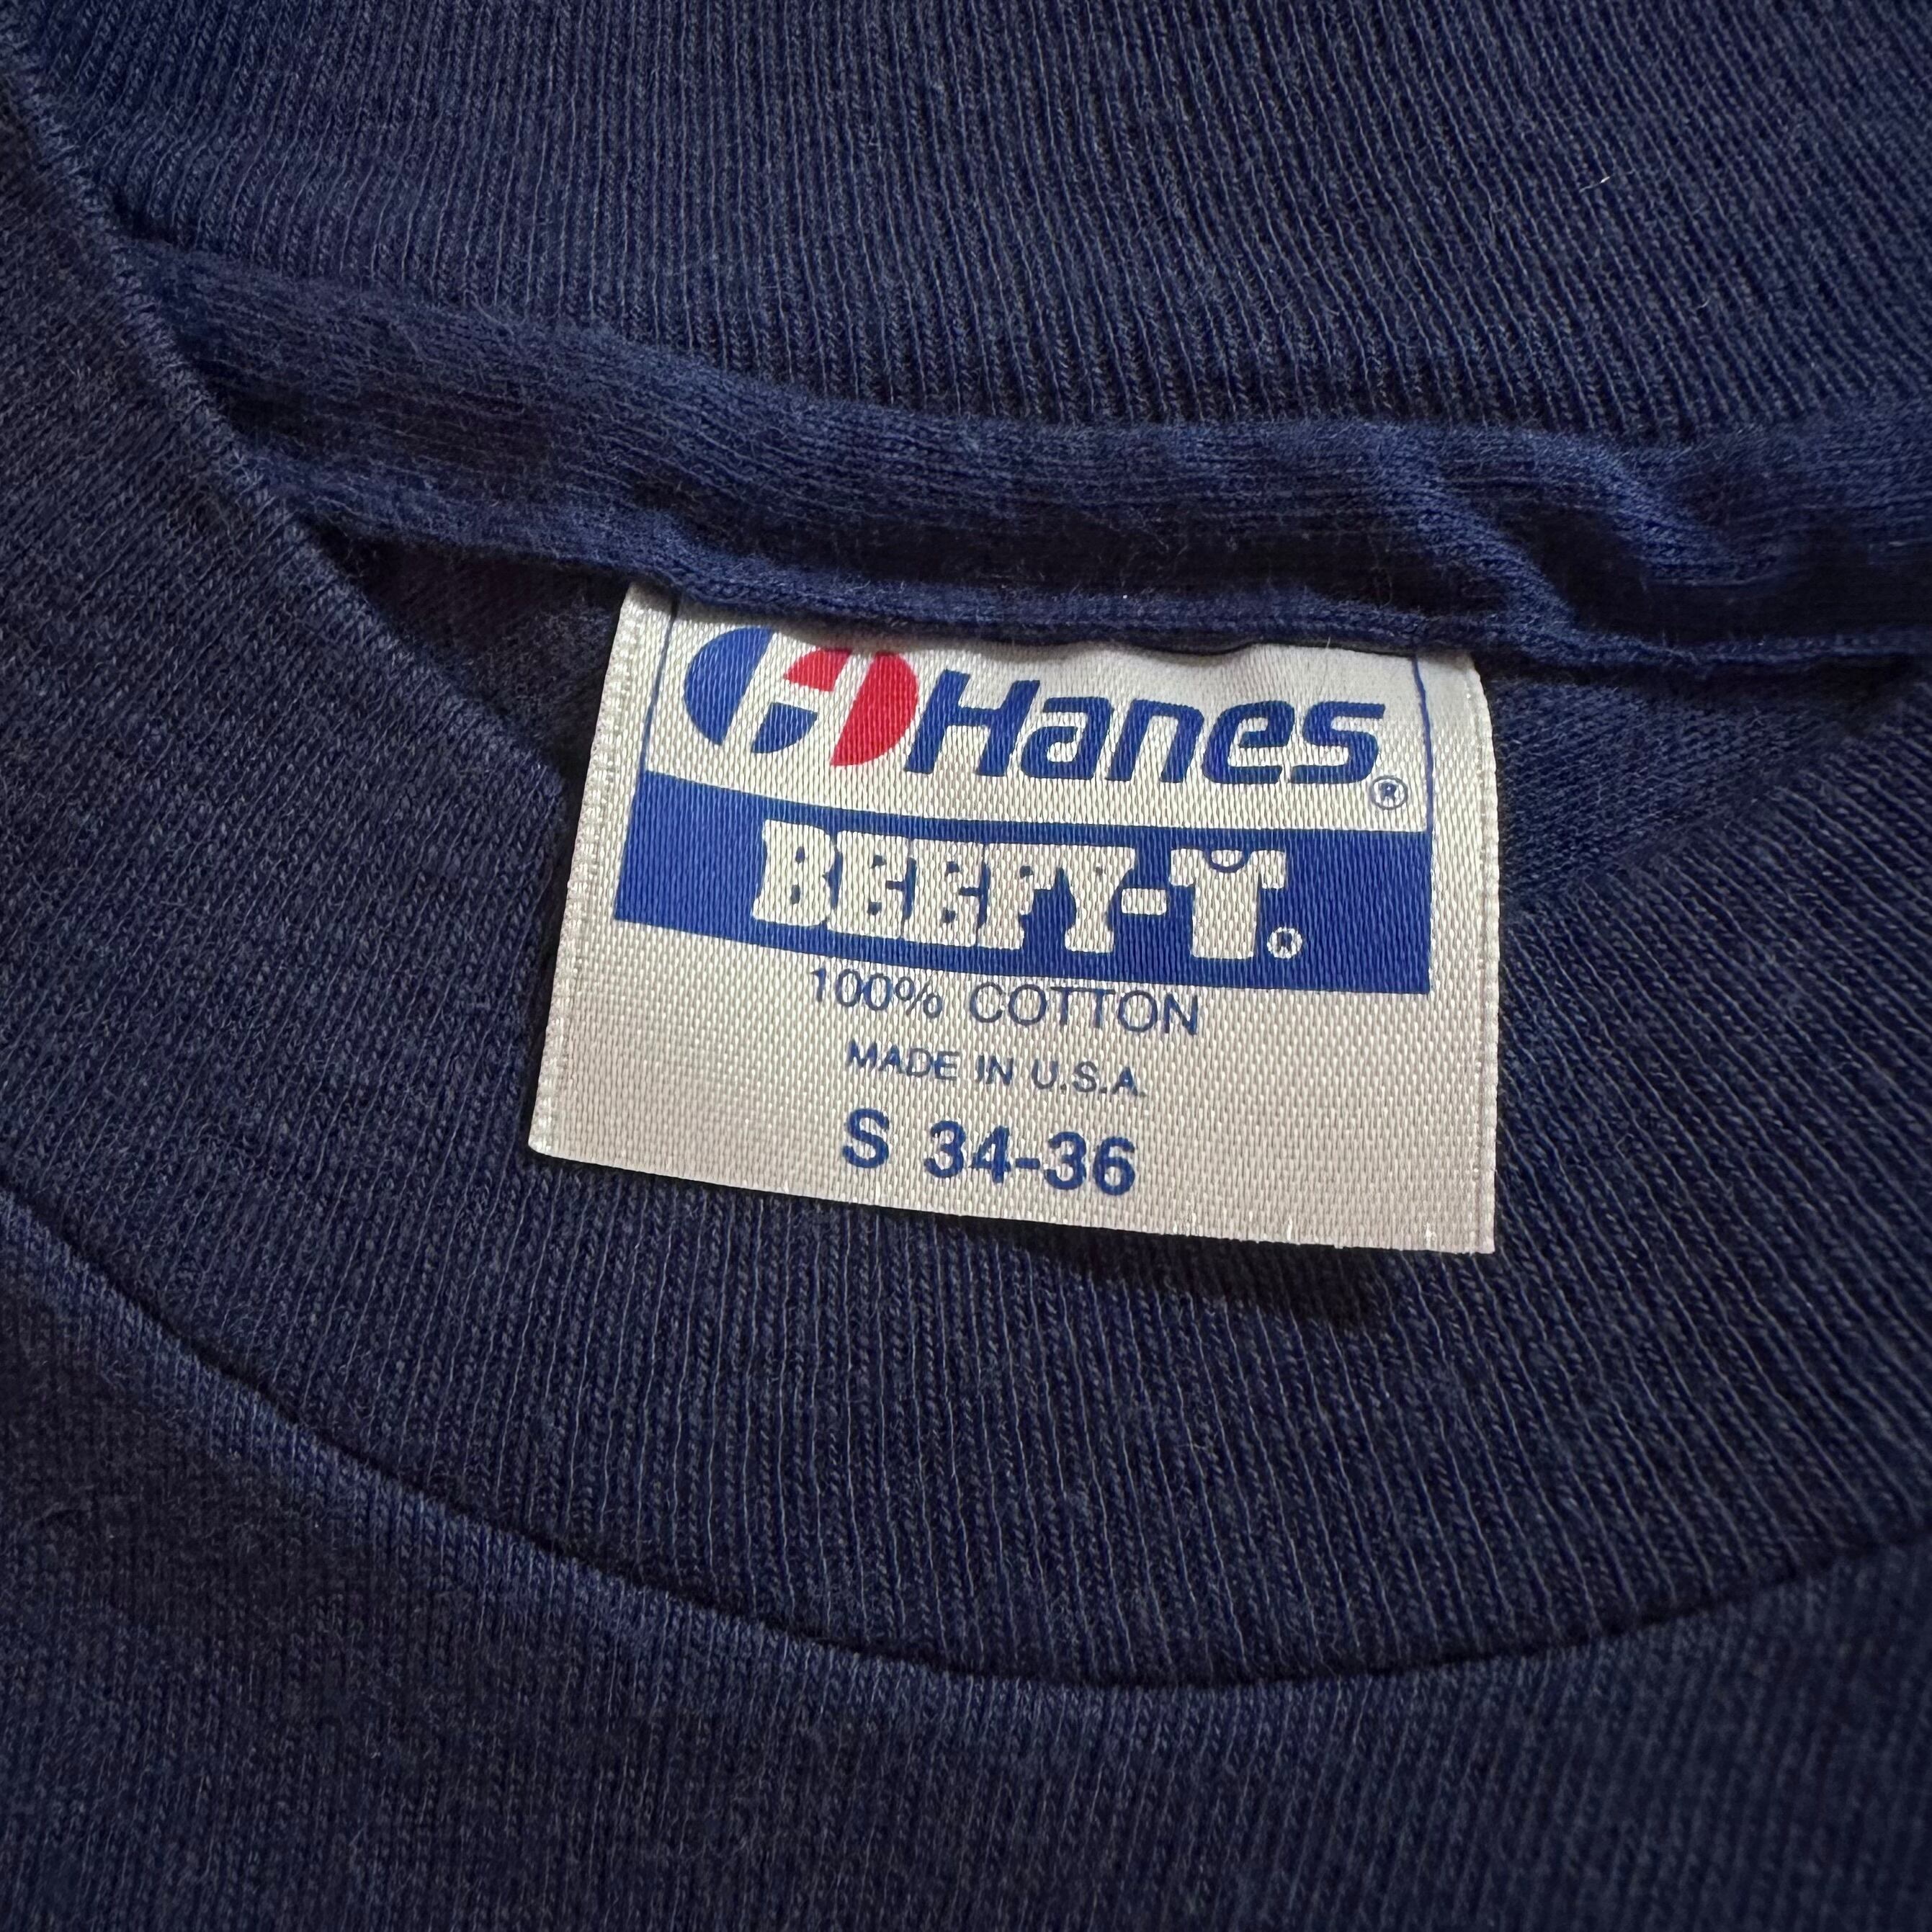 Hanes®
BEEFY-T®
100% COTTON
MADE IN U.S.A.
S 34-36